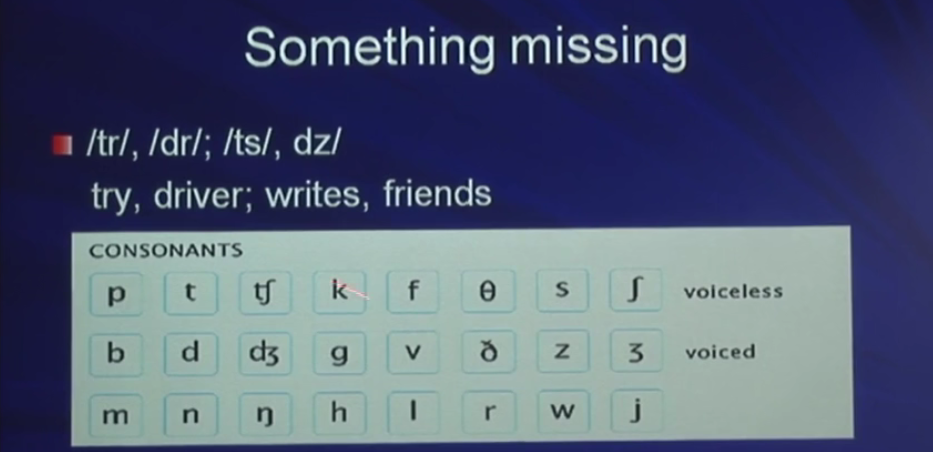 Something missing
/tr/, /dr/; /ts/, dz/
try, driver; writes, friends
CONSONANTS
p t ʧ k f θ s ʃ voiceless
b d ʤ g v ð z ʒ voiced
m n ŋ h l r w j